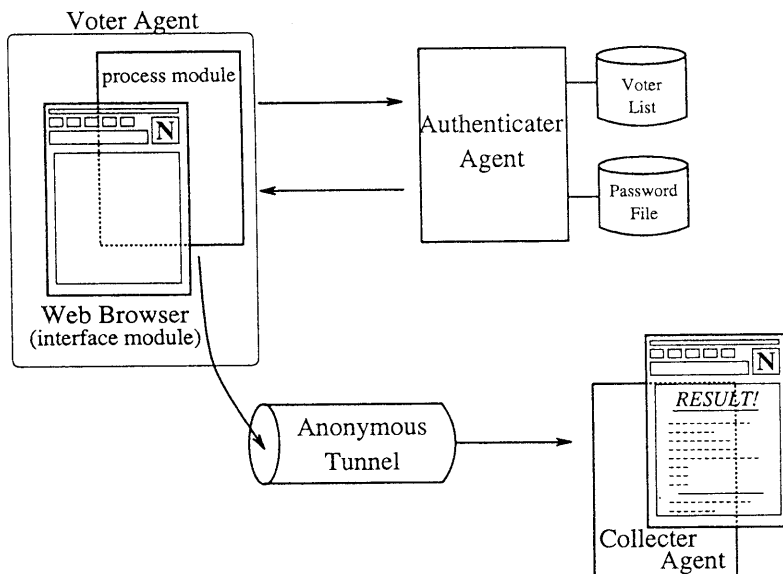 Voter Agent
process module
N
Web Browser
(interface module)
Authenticater
Agent
Voter
List
Password
File
Anonymous
Tunnel
N
RESULT!
Collecter
Agent